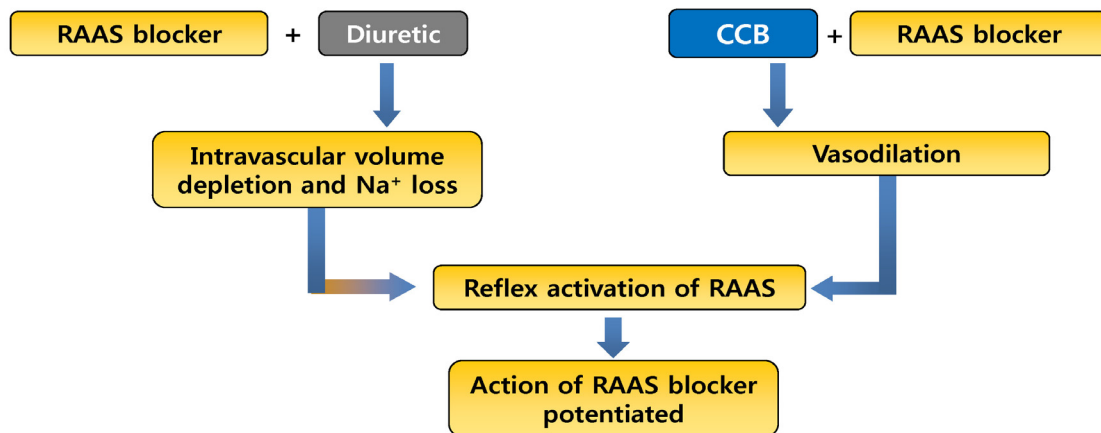 RAAS blocker + Diuretic
CCB + RAAS blocker
Intravascular volume
depletion and Na⁺ loss
Vasodilation
Reflex activation of RAAS
Action of RAAS blocker
potentiated